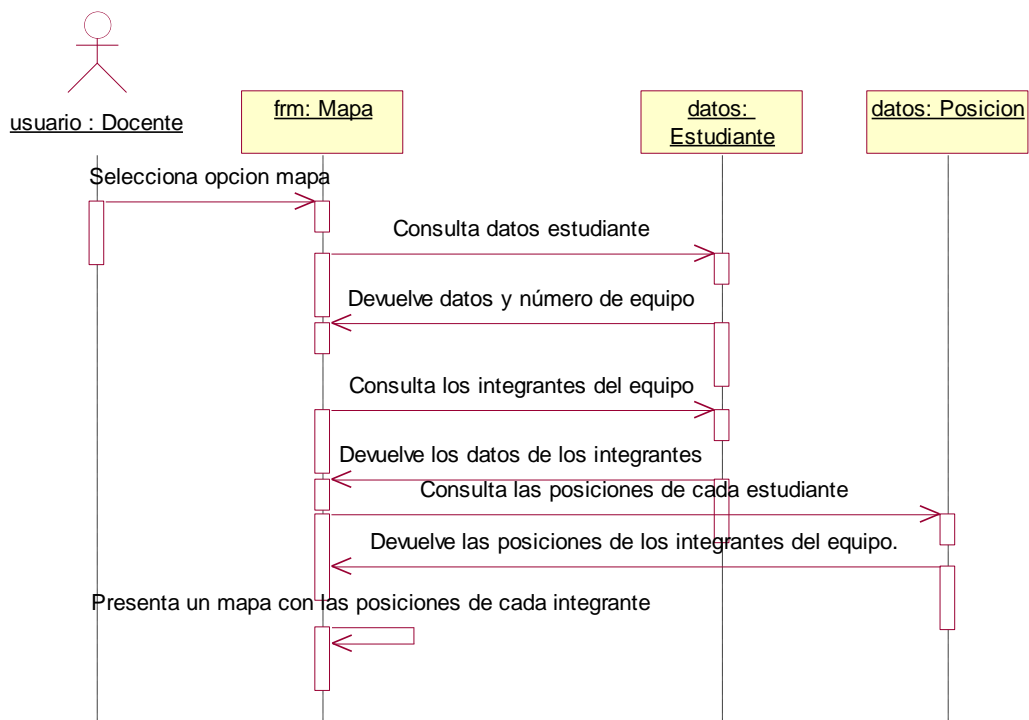 usuario : Docente
frm: Mapa
datos:
Estudiante
datos: Posicion
Selecciona opcion mapa
Consulta datos estudiante
Devuelve datos y número de equipo
Consulta los integrantes del equipo
Devuelve los datos de los integrantes
Consulta las posiciones de cada estudiante
Devuelve las posiciones de los integrantes del equipo.
Presenta un mapa con las posiciones de cada integrante